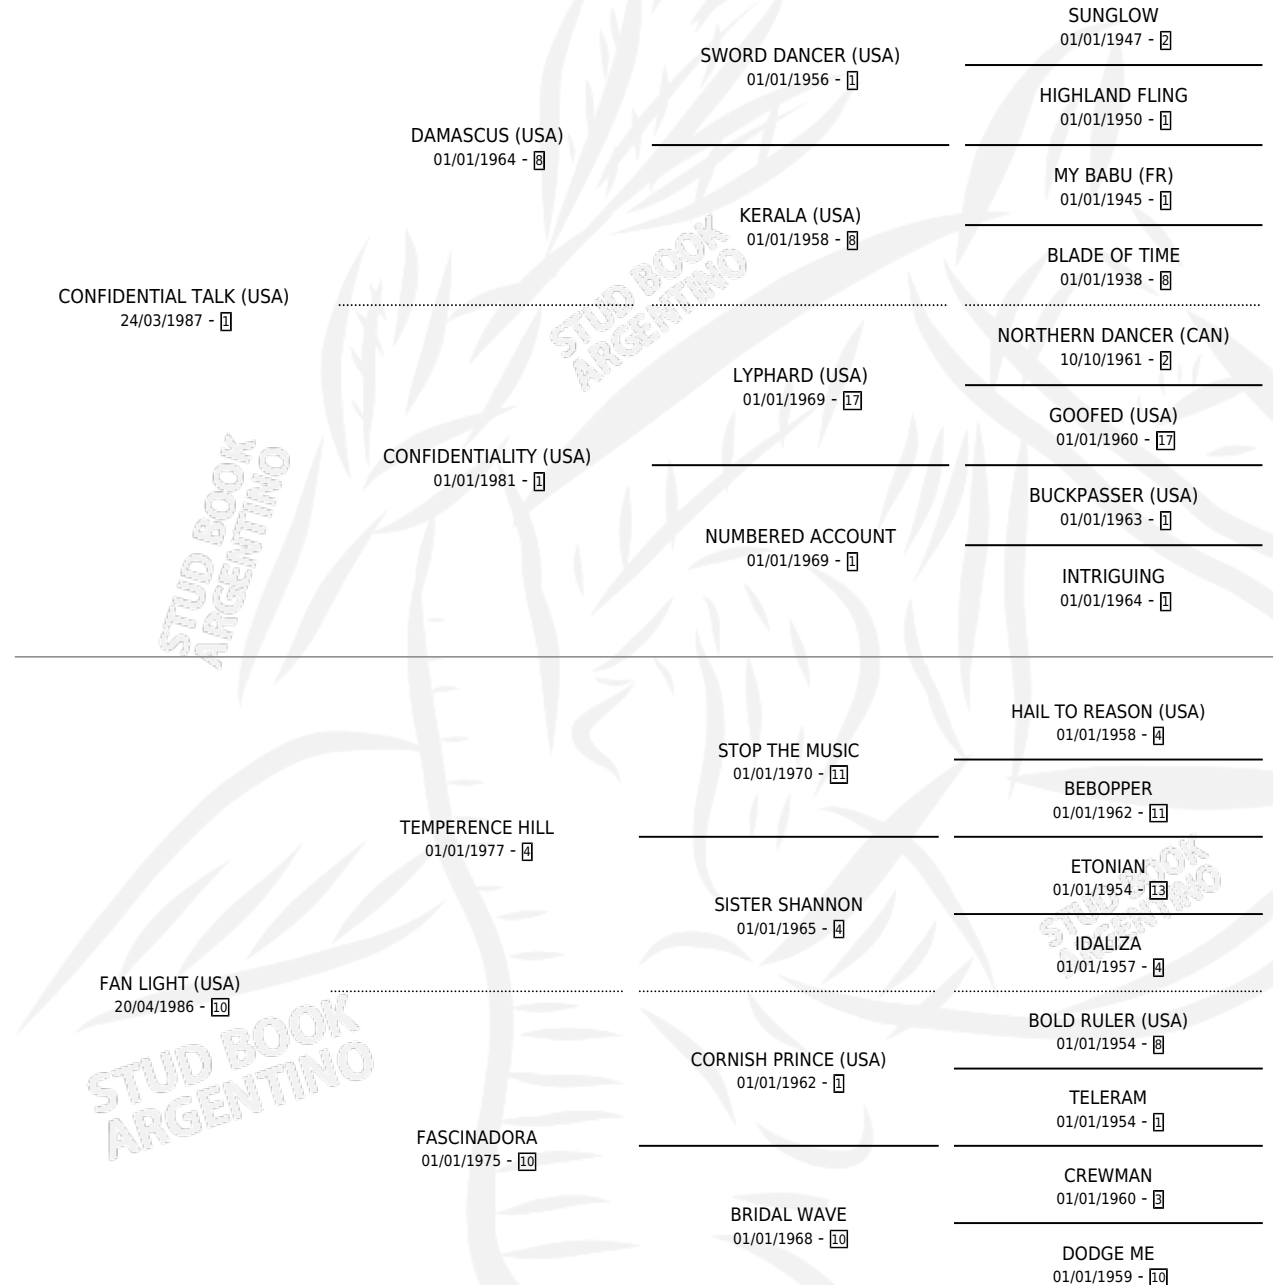 SUNGLOW
01/01/1947 - 2
SWORD DANCER (USA)
01/01/1956 - 1
HIGHLAND FLING
01/01/1950 - 1
DAMASCUS (USA)
01/01/1964 - 8
MY BABU (FR)
01/01/1945 - 1
KERALA (USA)
01/01/1958 - 8
BLADE OF TIME
01/01/1938 - 8
CONFIDENTIAL TALK (USA)
24/03/1987 - 1
NORTHERN DANCER (CAN)
10/10/1961 - 2
LYPHARD (USA)
01/01/1969 - 17
GOOFED (USA)
01/01/1960 - 17
CONFIDENTIALITY (USA)
01/01/1981 - 1
BUCKPASSER (USA)
01/01/1963 - 1
NUMBERED ACCOUNT
01/01/1969 - 1
INTRIGUING
01/01/1964 - 1
HAIL TO REASON (USA)
01/01/1958 - 4
STOP THE MUSIC
01/01/1970 - 11
BEBOPPER
01/01/1962 - 11
TEMPERENCE HILL
01/01/1977 - 4
ETONIAN
01/01/1954 - 13
SISTER SHANNON
01/01/1965 - 4
IDALIZA
01/01/1957 - 4
FAN LIGHT (USA)
20/04/1986 - 10
BOLD RULER (USA)
01/01/1954 - 8
CORNISH PRINCE (USA)
01/01/1962 - 1
TELERAM
01/01/1954 - 1
FASCINADORA
01/01/1975 - 10
CREWMAN
01/01/1960 - 3
BRIDAL WAVE
01/01/1968 - 10
DODGE ME
01/01/1959 - 10
STUD BOOK
ARGENTINO
STUD BOOK
ARGENTINO
STUD BOOK
ARGENTINO
STUD BOOK
ARGENTINO